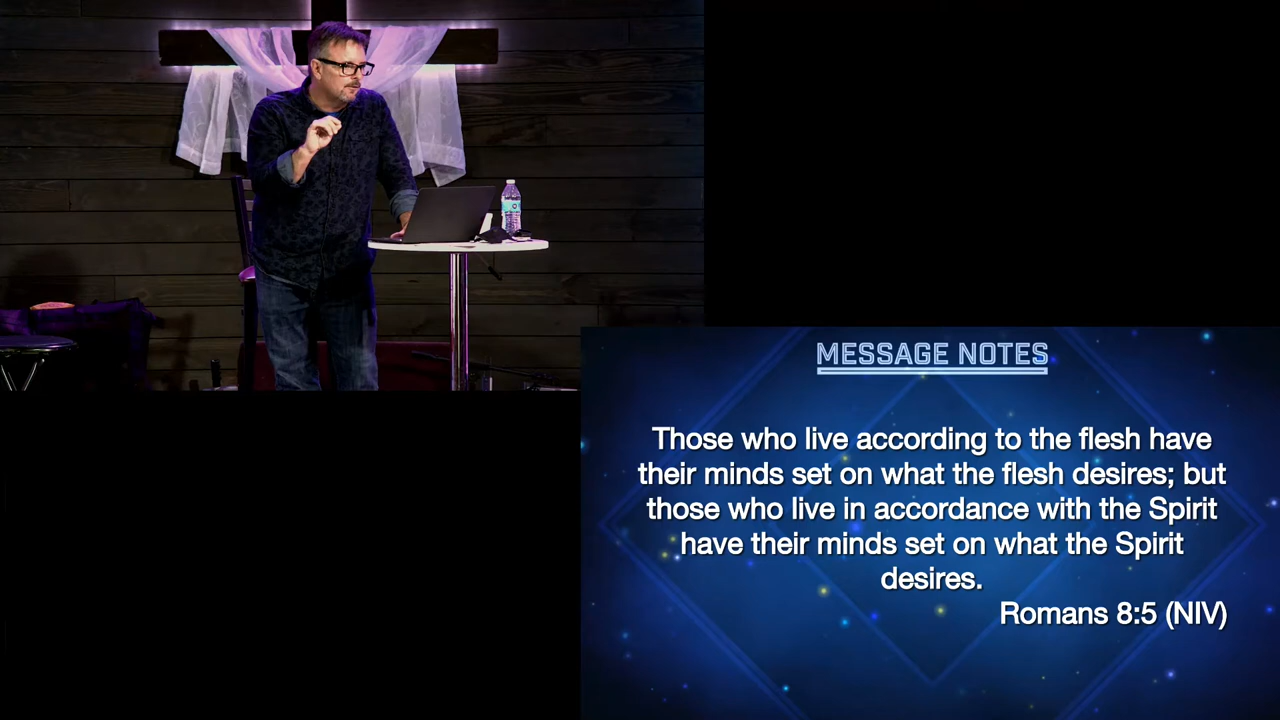 MESSAGE NOTES
Those who live according to the flesh have
their minds set on what the flesh desires; but
those who live in accordance with the Spirit
have their minds set on what the Spirit
desires.
Romans 8:5 (NIV)